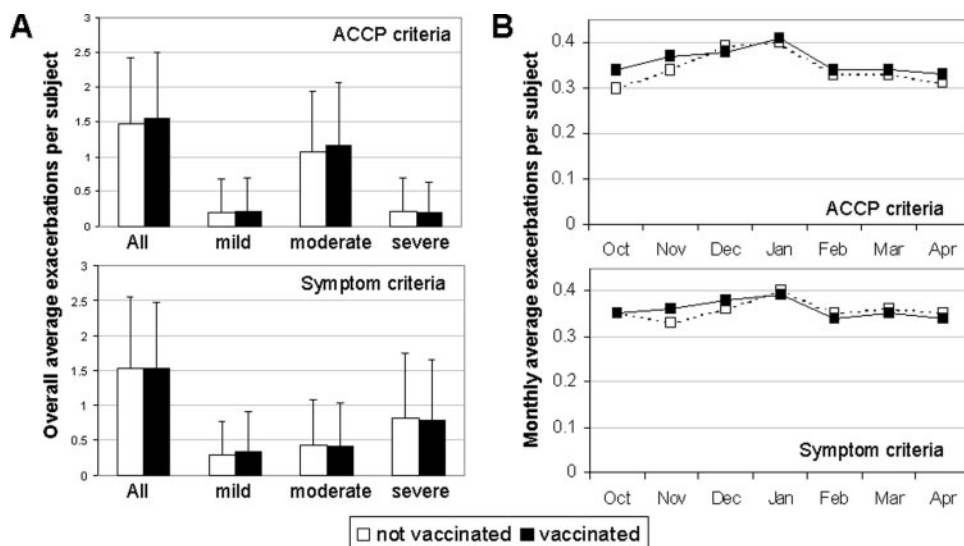 A
B
Overall average exacerbations per subject
ACCP criteria
3
2.5
2
1.5
1
0.5
0
All mild moderate severe
Symptom criteria
3
2.5
2
1.5
1
0.5
0
All mild moderate severe
Monthly average exacerbations per subject
0.4
0.3
0.2
0.1
0
ACCP criteria
Oct Nov Dec Jan Feb Mar Apr
0.4
0.3
0.2
0.1
0
Symptom criteria
Oct Nov Dec Jan Feb Mar Apr
not vaccinated vaccinated